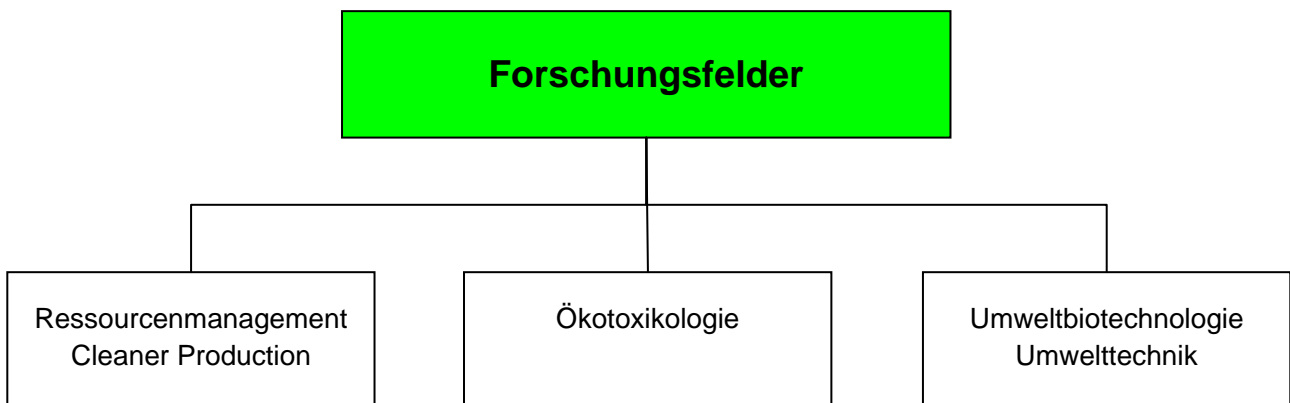 Forschungsfelder
Ressourcenmanagement
Cleaner Production
Ökotoxikologie
Umweltbiotechnologie
Umwelttechnik